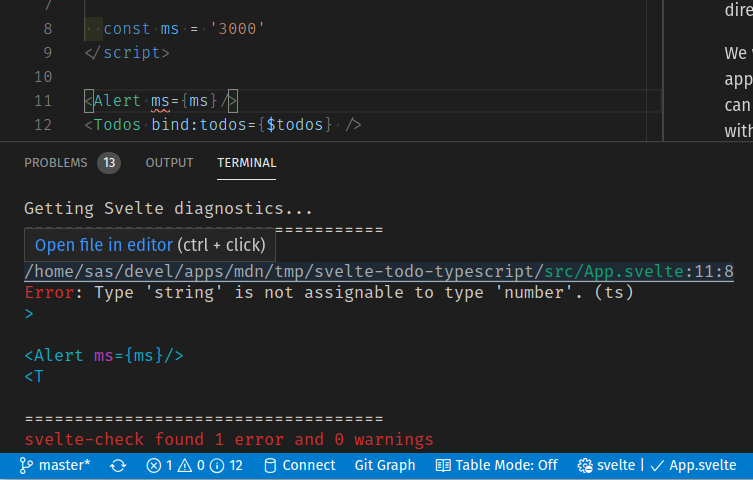 7
8 const ms = '3000'
9 </script>
10
11 <Alert ms={ms}/>
12 <Todos bind:todos={$todos} />
dire
We
app
can
with
PROBLEMS 13 OUTPUT TERMINAL
Getting Svelte diagnostics...
====================================
Open file in editor (ctrl + click)
/home/sas/devel/apps/mdn/tmp/svelte-todo-typescript/src/App.svelte:11:8
Error: Type 'string' is not assignable to type 'number'. (ts)
>
<Alert ms={ms}/>
<T
====================================
svelte-check found 1 error and 0 warnings
master* 1 0 12 Connect Git Graph Table Mode: Off svelte | App.svelte